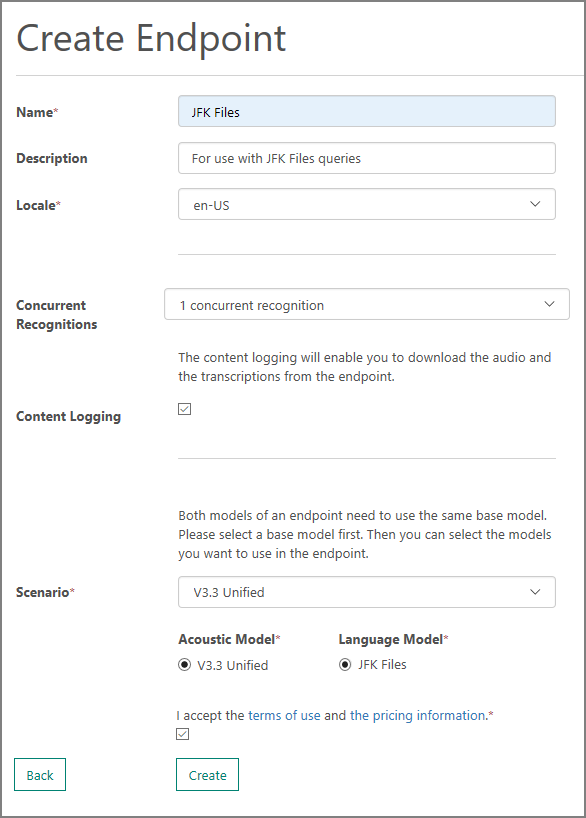 Create Endpoint
Name*
JFK Files
Description
For use with JFK Files queries
Locale*
en-US
Concurrent
Recognitions
1 concurrent recognition
The content logging will enable you to download the audio and
the transcriptions from the endpoint.
Content Logging
Both models of an endpoint need to use the same base model.
Please select a base model first. Then you can select the models
you want to use in the endpoint.
Scenario*
V3.3 Unified
Acoustic Model* Language Model*
V3.3 Unified JFK Files
I accept the terms of use and the pricing information.*
Back Create